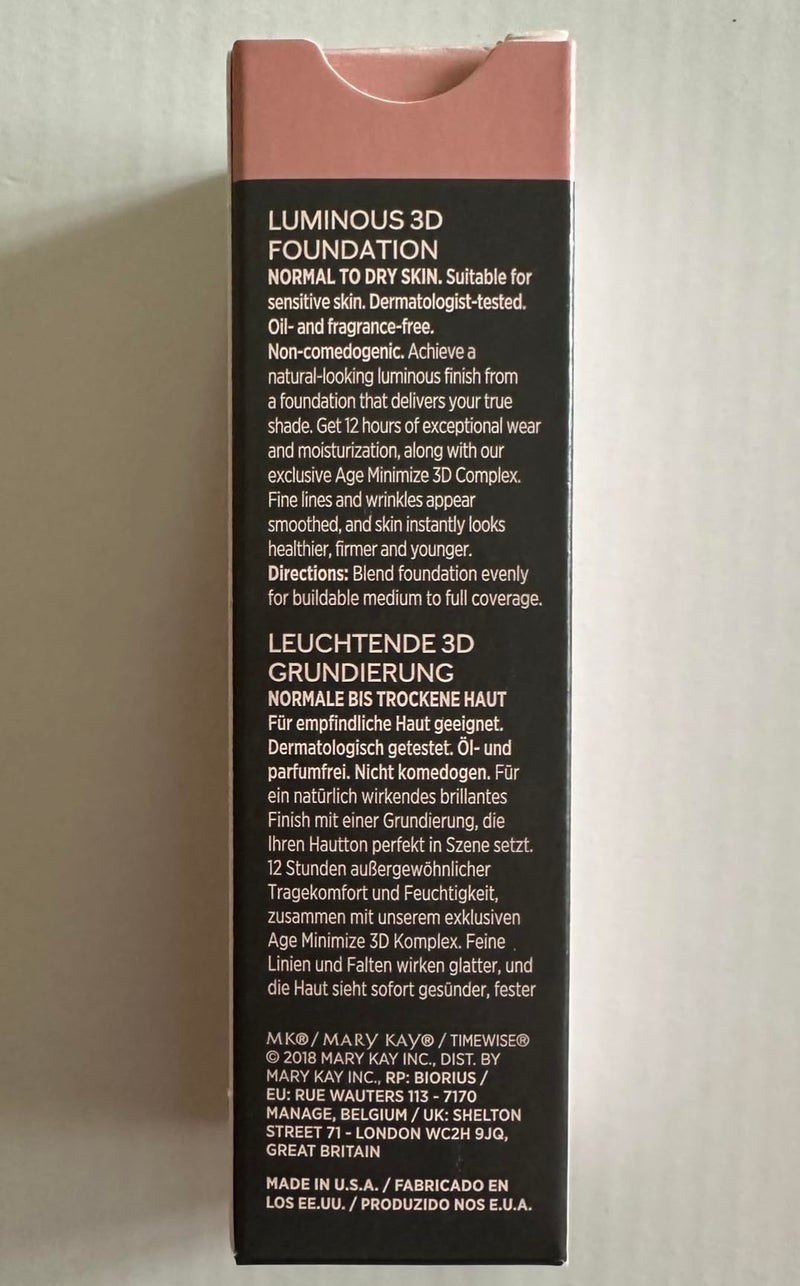 LUMINOUS 3D
FOUNDATION
NORMAL TO DRY SKIN. Suitable for
sensitive skin. Dermatologist-tested.
Oil- and fragrance-free.
Non-comedogenic. Achieve a
natural-looking luminous finish from
a foundation that delivers your true
shade. Get 12 hours of exceptional wear
and moisturization, along with our
exclusive Age Minimize 3D Complex.
Fine lines and wrinkles appear
smoothed, and skin instantly looks
healthier, firmer and younger.
Directions: Blend foundation evenly
for buildable medium to full coverage.
LEUCHTENDE 3D
GRUNDIERUNG
NORMALE BIS TROCKENE HAUT
Für empfindliche Haut geeignet.
Dermatologisch getestet. Öl- und
parfumfrei. Nicht komedogen. Für
ein natürlich wirkendes brillantes
Finish mit einer Grundierung, die
Ihren Hautton perfekt in Szene setzt.
12 Stunden außergewöhnlicher
Tragekomfort und Feuchtigkeit,
zusammen mit unserem exklusiven
Age Minimize 3D Komplex. Feine
Linien und Falten wirken glatter, und
die Haut sieht sofort gesünder, fester
MK® / MARY KAY® / TIMEWISE®
© 2018 MARY KAY INC., DIST. BY
MARY KAY INC., RP: BIORIUS /
EU: RUE WAUTERS 113 - 7170
MANAGE, BELGIUM / UK: SHELTON
STREET 71 - LONDON WC2H 9JQ,
GREAT BRITAIN
MADE IN U.S.A. / FABRICADO EN
LOS EE.UU. / PRODUZIDO NOS E.U.A.